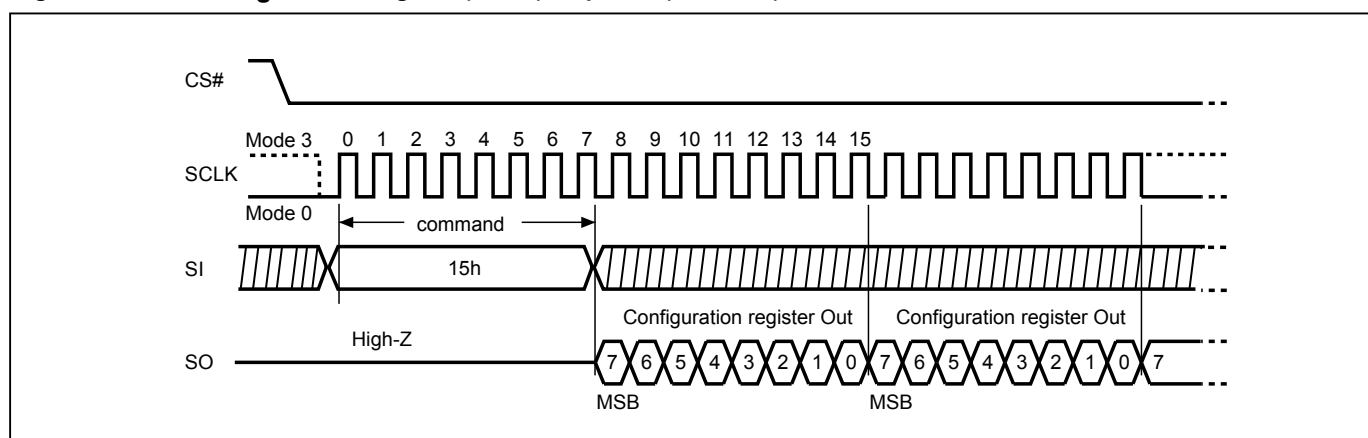 CS#
Mode 3 0 1 2 3 4 5 6 7 8 9 10 11 12 13 14 15
SCLK
Mode 0
command
SI 15h
Configuration register Out Configuration register Out
High-Z
SO 7 6 5 4 3 2 1 0 7 6 5 4 3 2 1 0 7
MSB MSB